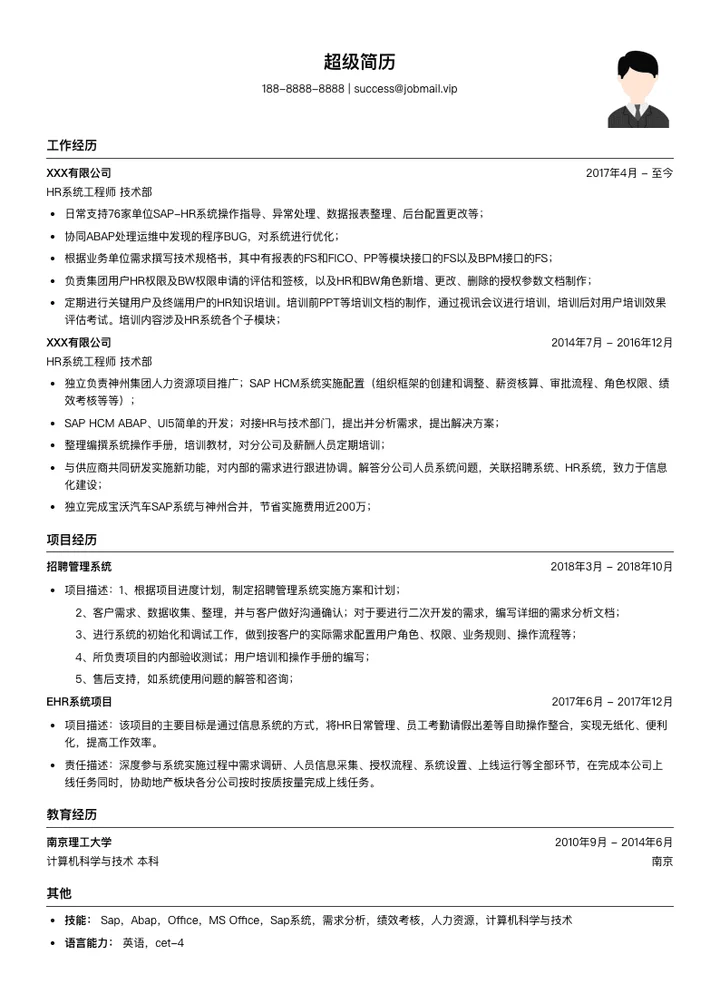 超级简历
188-8888-8888 | success@jobmail.vip
工作经历
XXX有限公司 2017年4月 – 至今
HR系统工程师 技术部
• 日常支持76家单位SAP-HR系统操作指导、异常处理、数据报表整理、后台配置更改等；
• 协同ABAP处理运维中发现的程序BUG，对系统进行优化；
• 根据业务单位需求撰写技术规格书，其中有报表的FS和FICO、PP等模块接口的FS以及BPM接口的FS；
• 负责集团用户HR权限及BW权限申请的评估和签核，以及HR和BW角色新增、更改、删除的授权参数文档制作；
• 定期进行关键用户及终端用户的HR知识培训。培训前PPT等培训文档的制作，通过视讯会议进行培训，培训后对用户培训效果
评估考试。培训内容涉及HR系统各个子模块；
XXX有限公司 2014年7月 – 2016年12月
HR系统工程师 技术部
• 独立负责神州集团人力资源项目推广；SAP HCM系统实施配置（组织框架的创建和调整、薪资核算、审批流程、角色权限、绩
效考核等等）；
• SAP HCM ABAP、UI5简单的开发；对接HR与技术部门，提出并分析需求，提出解决方案；
• 整理编撰系统操作手册，培训教材，对分公司及薪酬人员定期培训；
• 与供应商共同研发实施新功能，对内部的需求进行跟进协调。解答分公司人员系统问题，关联招聘系统、HR系统，致力于信息
化建设；
• 独立完成宝沃汽车SAP系统与神州合并，节省实施费用近200万；
项目经历
招聘管理系统 2018年3月 – 2018年10月
• 项目描述：1、根据项目进度计划，制定招聘管理系统实施方案和计划；
2、客户需求、数据收集、整理，并与客户做好沟通确认；对于要进行二次开发的需求，编写详细的需求分析文档；
3、进行系统的初始化和调试工作，做到按客户的实际需求配置用户角色、权限、业务规则、操作流程等；
4、所负责项目的内部验收测试；用户培训和操作手册的编写；
5、售后支持，如系统使用问题的解答和咨询；
EHR系统项目 2017年6月 – 2017年12月
• 项目描述：该项目的主要目标是通过信息系统的方式，将HR日常管理、员工考勤请假出差等自助操作整合，实现无纸化、便利
化，提高工作效率。
• 责任描述：深度参与系统实施过程中需求调研、人员信息采集、授权流程、系统设置、上线运行等全部环节，在完成本公司上
线任务同时，协助地产板块各分公司按时按质按量完成上线任务。
教育经历
南京理工大学 2010年9月 – 2014年6月
计算机科学与技术 本科 南京
其他
• 技能： Sap，Abap，Office，MS Office，Sap系统，需求分析，绩效考核，人力资源，计算机科学与技术
• 语言能力： 英语，cet-4